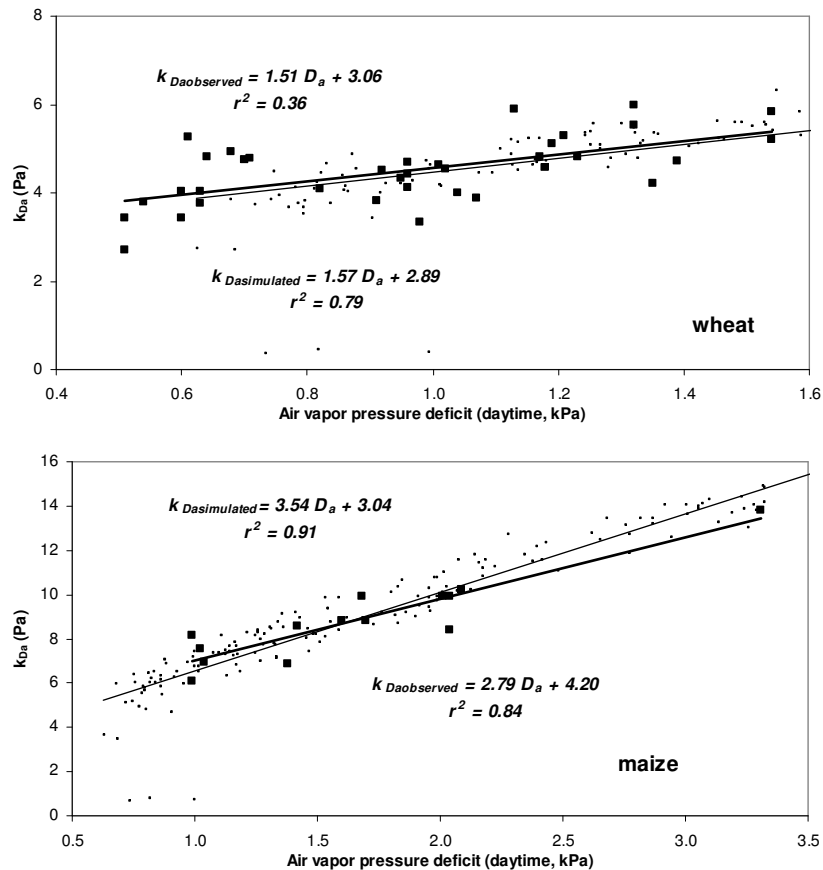 8
k Daobserved = 1.51 Da + 3.06
r2 = 0.36
6
kDa (Pa)
4
k Dasimulated = 1.57 Da + 2.89
r2 = 0.79
2
wheat
0
0.4 0.6 0.8 1.0 1.2 1.4 1.6
Air vapor pressure deficit (daytime, kPa)
16
14
k Dasimulated = 3.54 Da + 3.04
r2 = 0.91
12
10
kDa (Pa)
8
6
k Daobserved = 2.79 Da + 4.20
r2 = 0.84
4
2
maize
0
0.5 1.0 1.5 2.0 2.5 3.0 3.5
Air vapor pressure deficit (daytime, kPa)